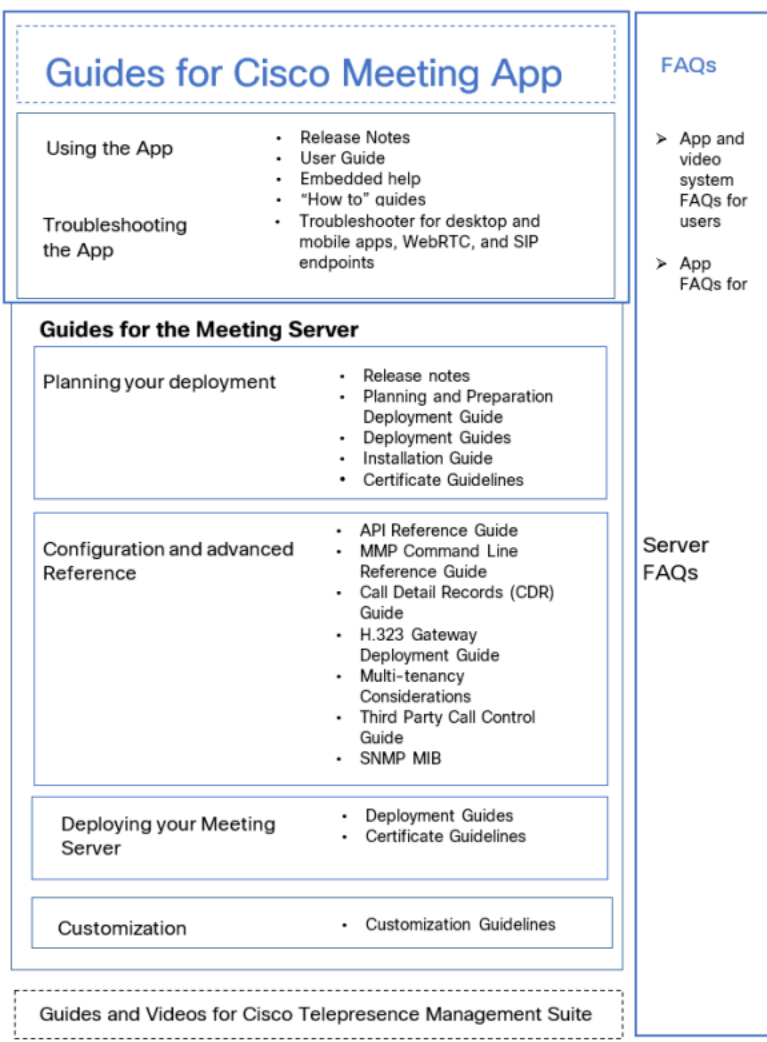 Guides for Cisco Meeting App
Using the App
• Release Notes
• User Guide
• Embedded help
• “How to” guides
Troubleshooting
the App
• Troubleshooter for desktop and
mobile apps, WebRTC, and SIP
endpoints
Guides for the Meeting Server
Planning your deployment
• Release notes
• Planning and Preparation
Deployment Guide
• Deployment Guides
• Installation Guide
• Certificate Guidelines
Configuration and advanced
Reference
• API Reference Guide
• MMP Command Line
Reference Guide
• Call Detail Records (CDR)
Guide
• H.323 Gateway
Deployment Guide
• Multi-tenancy
Considerations
• Third Party Call Control
Guide
• SNMP MIB
Deploying your Meeting
Server
• Deployment Guides
• Certificate Guidelines
Customization
• Customization Guidelines
Guides and Videos for Cisco Telepresence Management Suite
FAQs
➢ App and
video
system
FAQs for
users
➢ App
FAQs for
Server
FAQs